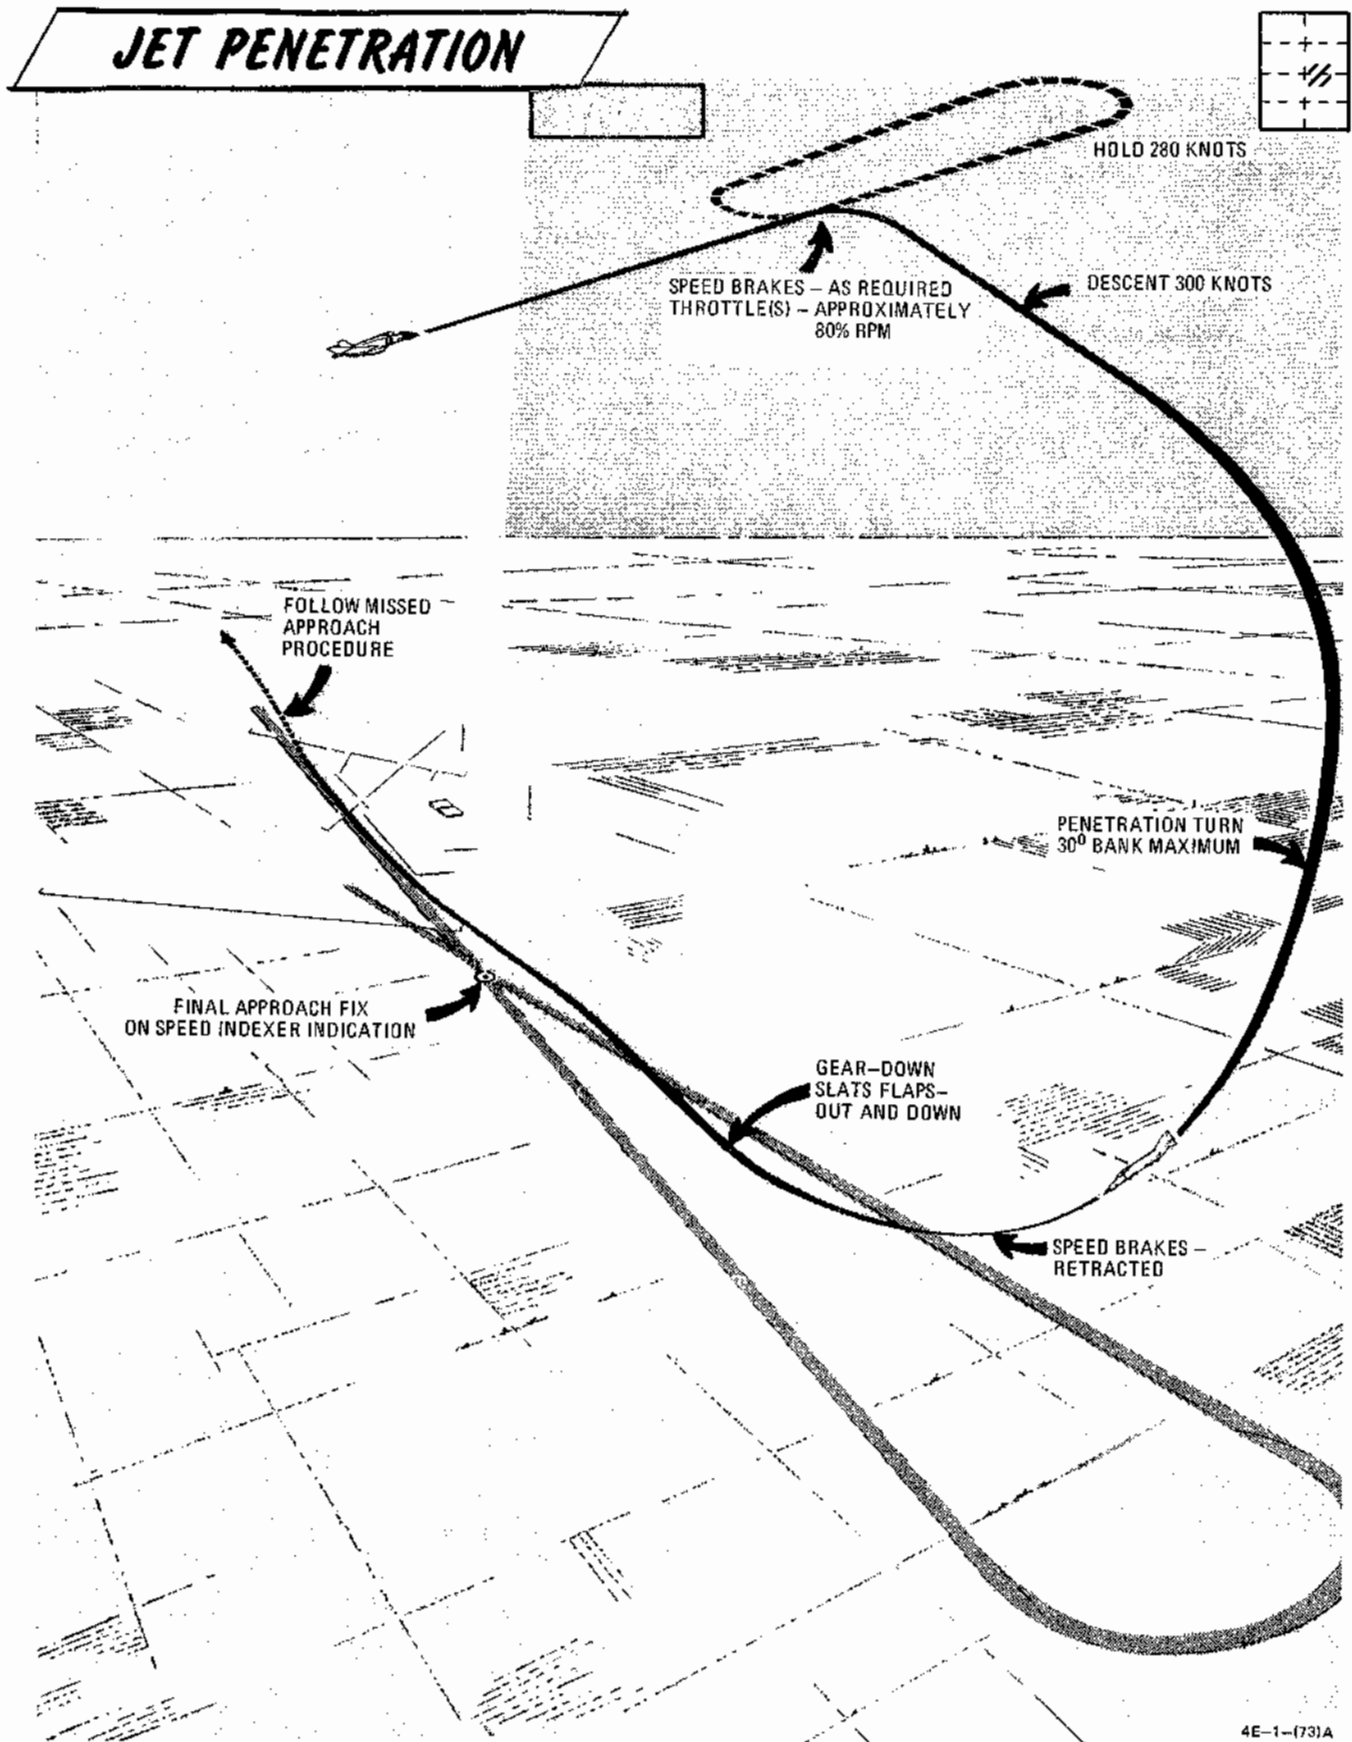 JET PENETRATION
HOLD 280 KNOTS
SPEED BRAKES – AS REQUIRED
THROTTLE(S) – APPROXIMATELY
80% RPM
DESCENT 300 KNOTS
FOLLOW MISSED
APPROACH
PROCEDURE
PENETRATION TURN
30⁰ BANK MAXIMUM
FINAL APPROACH FIX
ON SPEED INDEXER INDICATION
GEAR–DOWN
SLATS FLAPS–
OUT AND DOWN
SPEED BRAKES –
RETRACTED
4E–1–(73)A